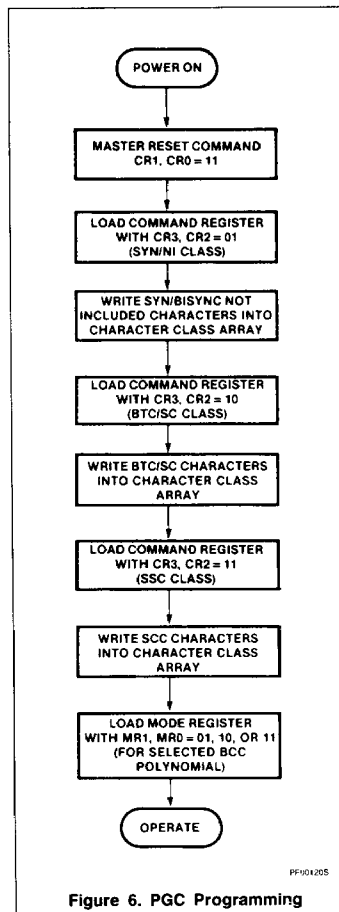 POWER ON
MASTER RESET COMMAND
CR1, CR0 = 11
LOAD COMMAND REGISTER
WITH CR3, CR2 = 01
(SYN/NI CLASS)
WRITE SYN/BISYNC NOT
INCLUDED CHARACTERS INTO
CHARACTER CLASS ARRAY
LOAD COMMAND REGISTER
WITH CR3, CR2 = 10
(BTC/SC CLASS)
WRITE BTC/SC CHARACTERS
INTO CHARACTER CLASS
ARRAY
LOAD COMMAND REGISTER
WITH CR3, CR2 = 11
(SSC CLASS)
WRITE SCC CHARACTERS
INTO CHARACTER CLASS
ARRAY
LOAD MODE REGISTER
WITH MR1, MR0 = 01, 10, OR 11
(FOR SELECTED BCC
POLYNOMIAL)
OPERATE
PF00120S
Figure 6. PGC Programming